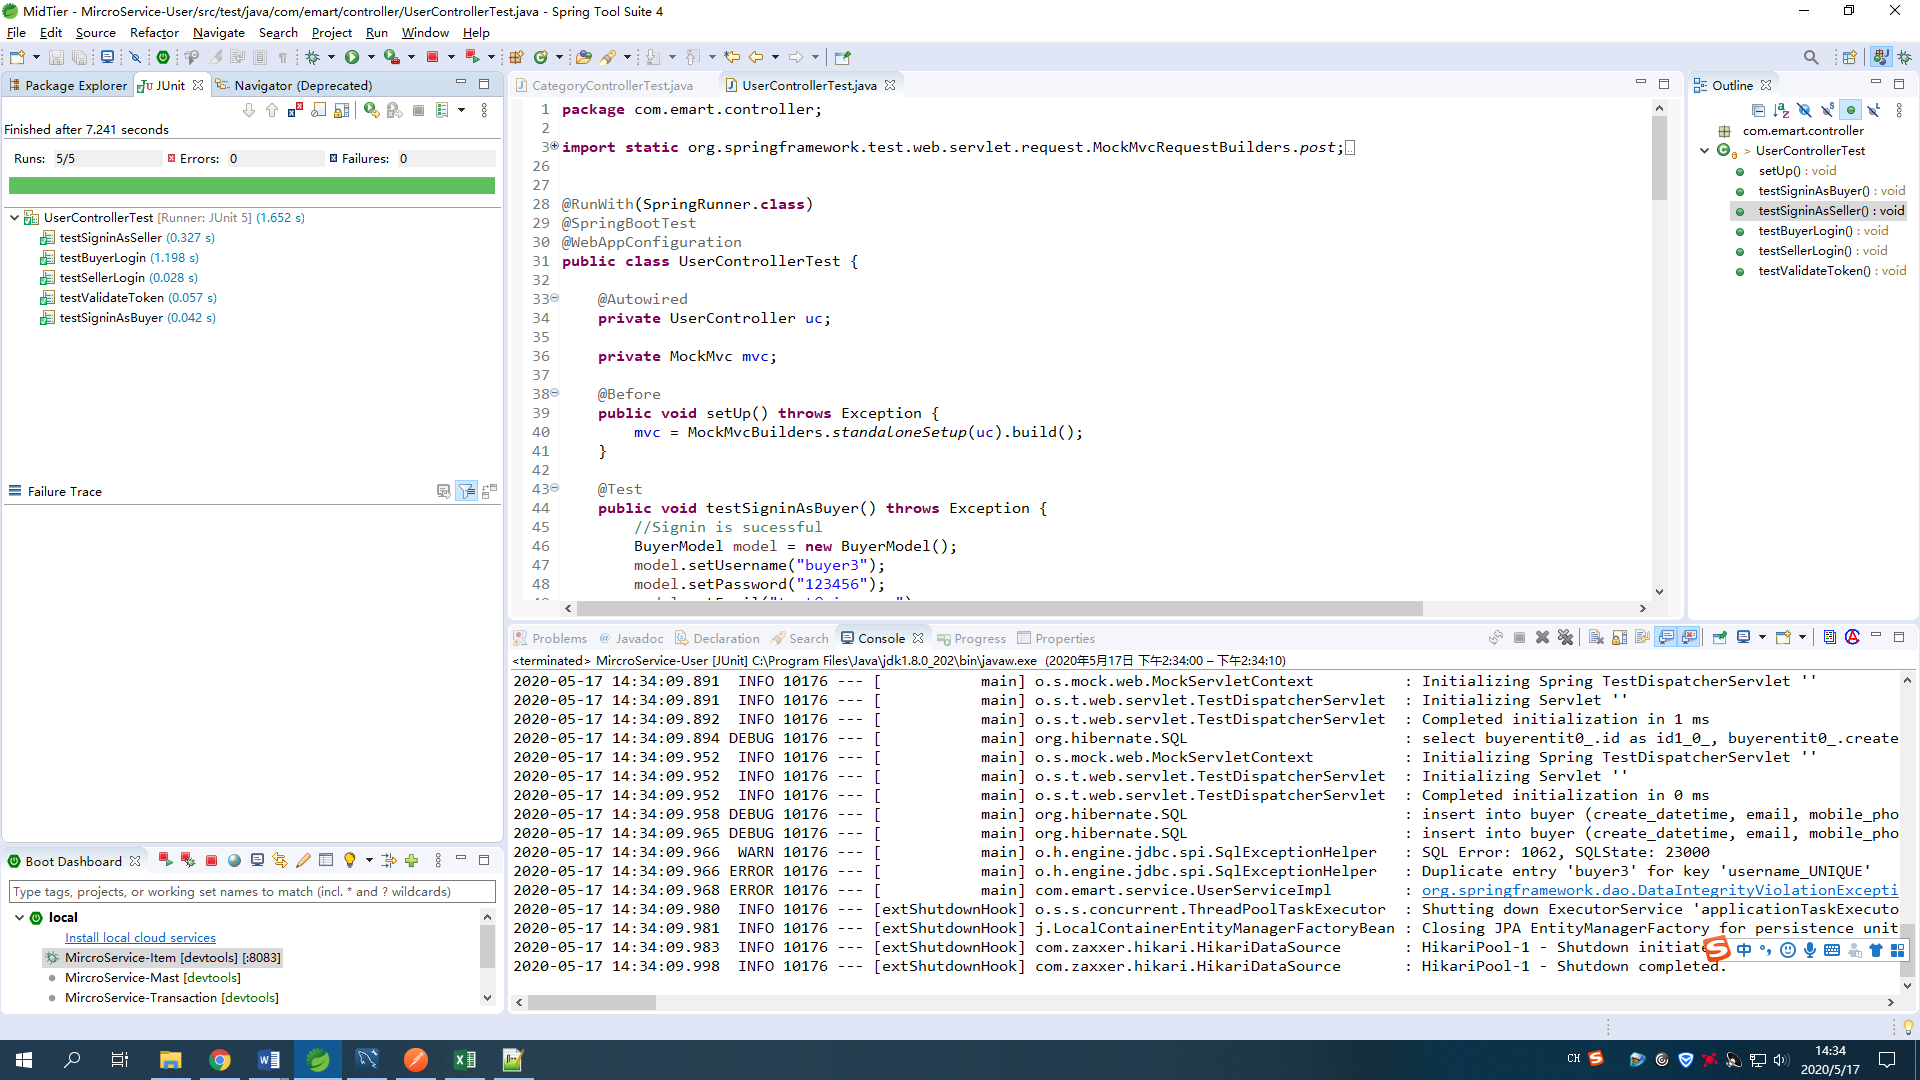 MidTier - MircroService-User/src/test/java/com/emart/controller/UserControllerTest.java - Spring Tool Suite 4
File Edit Source Refactor Navigate Search Project Run Window Help
Package Explorer JUnit Navigator (Deprecated)
Finished after 7.241 seconds
Runs: 5/5 Errors: 0 Failures: 0
UserControllerTest [Runner: JUnit 5] (1.652 s)
testSigninAsSeller (0.327 s)
testBuyerLogin (1.198 s)
testSellerLogin (0.028 s)
testValidateToken (0.057 s)
testSigninAsBuyer (0.042 s)
Failure Trace
Boot Dashboard
Type tags, projects, or working set names to match (incl. * and ? wildcards)
local
Install local cloud services
MircroService-Item [devtools] [:8083]
MircroService-Mast [devtools]
MircroService-Transaction [devtools]
CategoryControllerTest.java UserControllerTest.java
1 package com.emart.controller;
2
3 import static org.springframework.test.web.servlet.request.MockMvcRequestBuilders.post;
26
27
28 @RunWith(SpringRunner.class)
29 @SpringBootTest
30 @WebAppConfiguration
31 public class UserControllerTest {
32
33 @Autowired
34 private UserController uc;
35
36 private MockMvc mvc;
37
38 @Before
39 public void setUp() throws Exception {
40 mvc = MockMvcBuilders.standaloneSetup(uc).build();
41 }
42
43 @Test
44 public void testSigninAsBuyer() throws Exception {
45 //Signin is sucessful
46 BuyerModel model = new BuyerModel();
47 model.setUsername("buyer3");
48 model.setPassword("123456");
Outline
com.emart.controller
> UserControllerTest
setUp() : void
testSigninAsBuyer() : void
testSigninAsSeller() : void
testBuyerLogin() : void
testSellerLogin() : void
testValidateToken() : void
Problems Javadoc Declaration Search Console Progress Properties
<terminated> MircroService-User [JUnit] C:\Program Files\Java\jdk1.8.0_202\bin\javaw.exe (2020年5月17日 下午2:34:00 – 下午2:34:10)
2020-05-17 14:34:09.891 INFO 10176 --- [ main] o.s.mock.web.MockServletContext : Initializing Spring TestDispatcherServlet ''
2020-05-17 14:34:09.891 INFO 10176 --- [ main] o.s.t.web.servlet.TestDispatcherServlet : Initializing Servlet ''
2020-05-17 14:34:09.892 INFO 10176 --- [ main] o.s.t.web.servlet.TestDispatcherServlet : Completed initialization in 1 ms
2020-05-17 14:34:09.894 DEBUG 10176 --- [ main] org.hibernate.SQL : select buyerentit0_.id as id1_0_, buyerentit0_.create
2020-05-17 14:34:09.952 INFO 10176 --- [ main] o.s.mock.web.MockServletContext : Initializing Spring TestDispatcherServlet ''
2020-05-17 14:34:09.952 INFO 10176 --- [ main] o.s.t.web.servlet.TestDispatcherServlet : Initializing Servlet ''
2020-05-17 14:34:09.952 INFO 10176 --- [ main] o.s.t.web.servlet.TestDispatcherServlet : Completed initialization in 0 ms
2020-05-17 14:34:09.958 DEBUG 10176 --- [ main] org.hibernate.SQL : insert into buyer (create_datetime, email, mobile_pho
2020-05-17 14:34:09.965 DEBUG 10176 --- [ main] org.hibernate.SQL : insert into buyer (create_datetime, email, mobile_pho
2020-05-17 14:34:09.966 WARN 10176 --- [ main] o.h.engine.jdbc.spi.SqlExceptionHelper : SQL Error: 1062, SQLState: 23000
2020-05-17 14:34:09.966 ERROR 10176 --- [ main] o.h.engine.jdbc.spi.SqlExceptionHelper : Duplicate entry 'buyer3' for key 'username_UNIQUE'
2020-05-17 14:34:09.968 ERROR 10176 --- [ main] com.emart.service.UserServiceImpl : org.springframework.dao.DataIntegrityViolationExcepti
2020-05-17 14:34:09.980 INFO 10176 --- [extShutdownHook] o.s.s.concurrent.ThreadPoolTaskExecutor : Shutting down ExecutorService 'applicationTaskExecuto
2020-05-17 14:34:09.981 INFO 10176 --- [extShutdownHook] j.LocalContainerEntityManagerFactoryBean : Closing JPA EntityManagerFactory for persistence unit
2020-05-17 14:34:09.983 INFO 10176 --- [extShutdownHook] com.zaxxer.hikari.HikariDataSource : HikariPool-1 - Shutdown initiate
2020-05-17 14:34:09.998 INFO 10176 --- [extShutdownHook] com.zaxxer.hikari.HikariDataSource : HikariPool-1 - Shutdown completed.
中
CH
14:34
2020/5/17